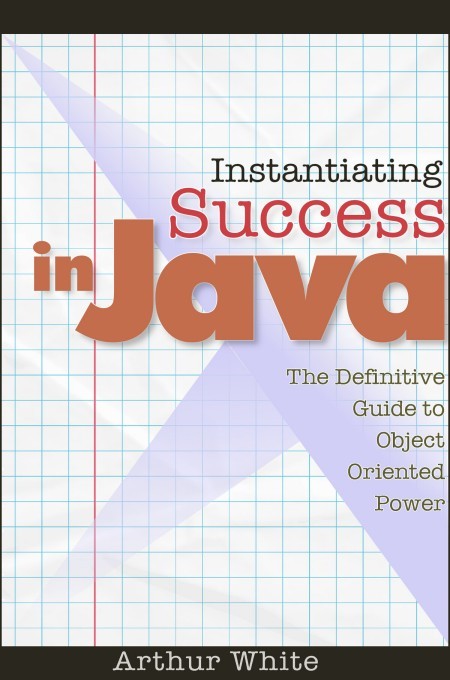 Instantiating
Success
in Java
The Definitive
Guide to
Object
Oriented
Power
Arthur White